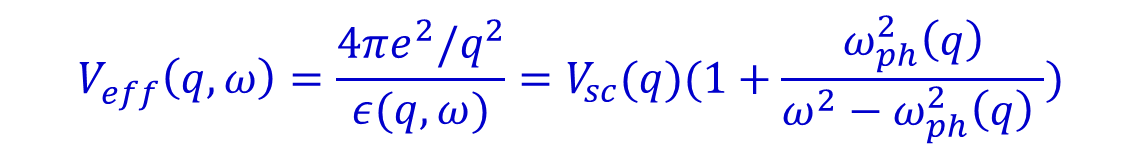 V_{eff}(q, ω) = \frac{4πe^2/q^2}{ϵ(q, ω)} = V_{sc}(q)(1 + \frac{ω_{ph}^2(q)}{ω^2 − ω_{ph}^2(q)})